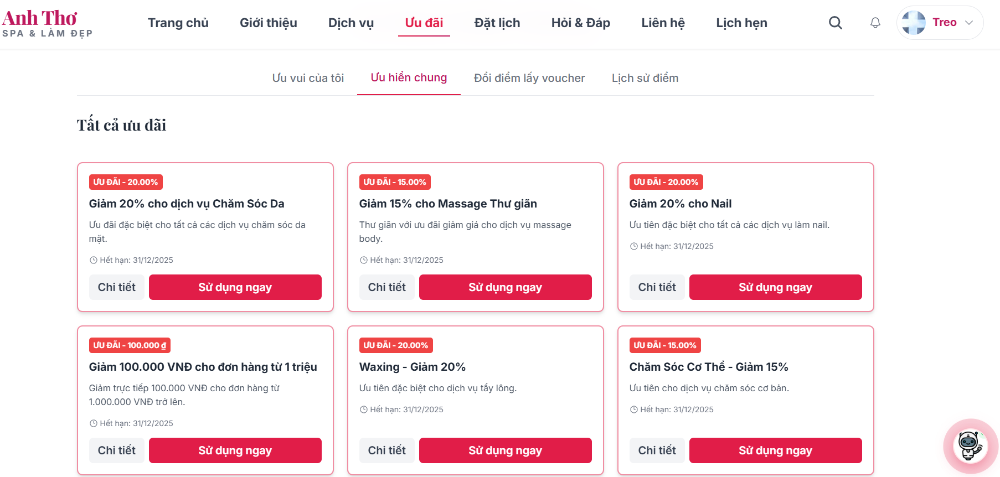 Anh Thơ
SPA & LÀM ĐẸP
Trang chủ
Giới thiệu
Dịch vụ
Ưu đãi
Đặt lịch
Hỏi & Đáp
Liên hệ
Lịch hẹn
Treo
Ưu vui của tôi
Ưu hiển chung
Đổi điểm lấy voucher
Lịch sử điểm
Tất cả ưu dãi
ƯU ĐÃI - 20.00%
Giảm 20% cho dịch vụ Chăm Sóc Da
Ưu đãi đặc biệt cho tất cả các dịch vụ chăm sóc da
mặt.
Hết hạn: 31/12/2025
Chi tiết
Sử dụng ngay
ƯU ĐÃI - 15.00%
Giảm 15% cho Massage Thư giãn
Thư giãn với ưu đãi giảm giá cho dịch vụ massage
body.
Hết hạn: 31/12/2025
Chi tiết
Sử dụng ngay
ƯU ĐÃI - 20.00%
Giảm 20% cho Nail
Ưu tiên đặc biệt cho tất cả các dịch vụ làm nail.
Hết hạn: 31/12/2025
Chi tiết
Sử dụng ngay
ƯU ĐÃI - 100.000 ₫
Giảm 100.000 VNĐ cho đơn hàng từ 1 triệu
Giảm trực tiếp 100.000 VNĐ cho đơn hàng từ
1.000.000 VNĐ trở lên.
Hết hạn: 31/12/2025
Chi tiết
Sử dụng ngay
ƯU ĐÃI - 20.00%
Waxing - Giảm 20%
Ưu tiên đặc biệt cho dịch vụ tẩy lông.
Hết hạn: 31/12/2025
Chi tiết
Sử dụng ngay
ƯU ĐÃI - 15.00%
Chăm Sóc Cơ Thể - Giảm 15%
Ưu tiên cho dịch vụ chăm sóc cơ bản.
Hết hạn: 31/12/2025
Chi tiết
Sử dụng ngay